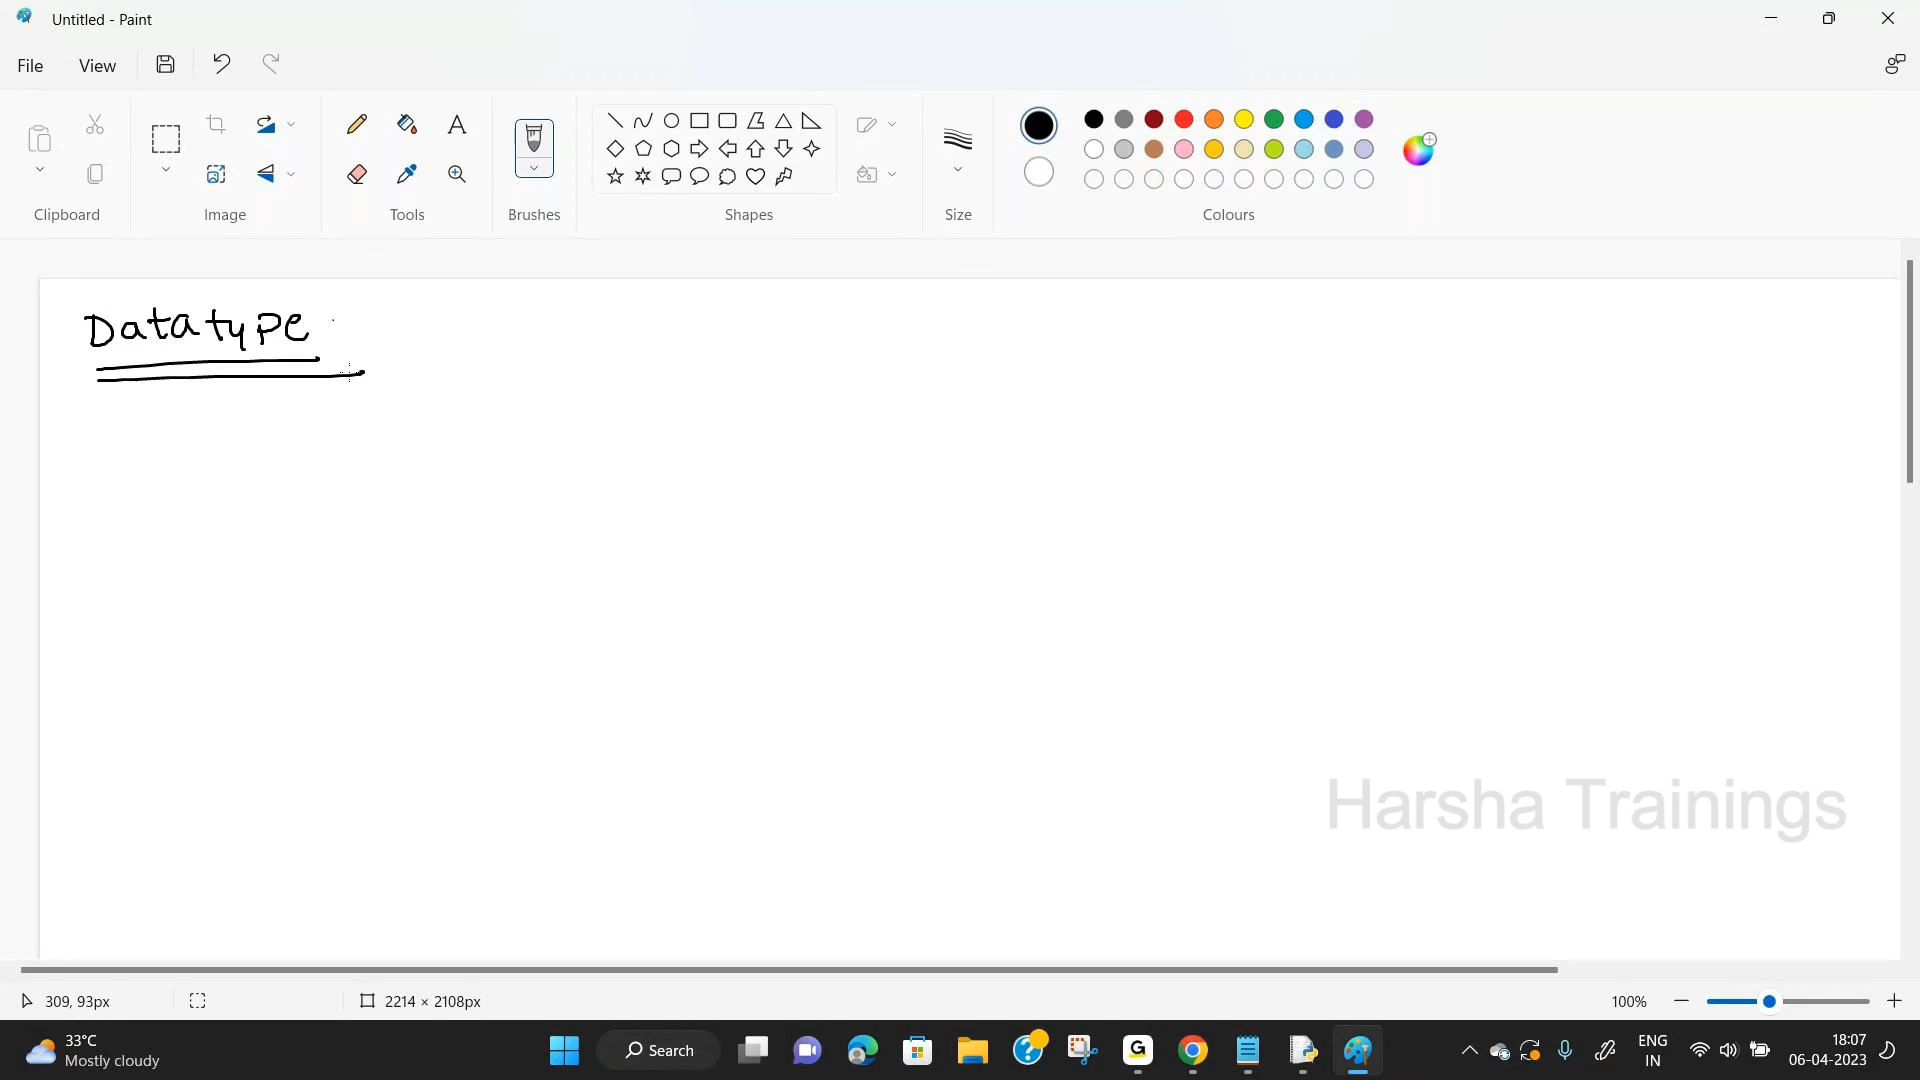 Untitled - Paint
File View
Clipboard Image Tools Brushes Shapes Size Colours
Datatype
Harsha Trainings
309, 93px 2214 × 2108px 100%
33°C
Mostly cloudy
Search
ENG
IN
18:07
06-04-2023